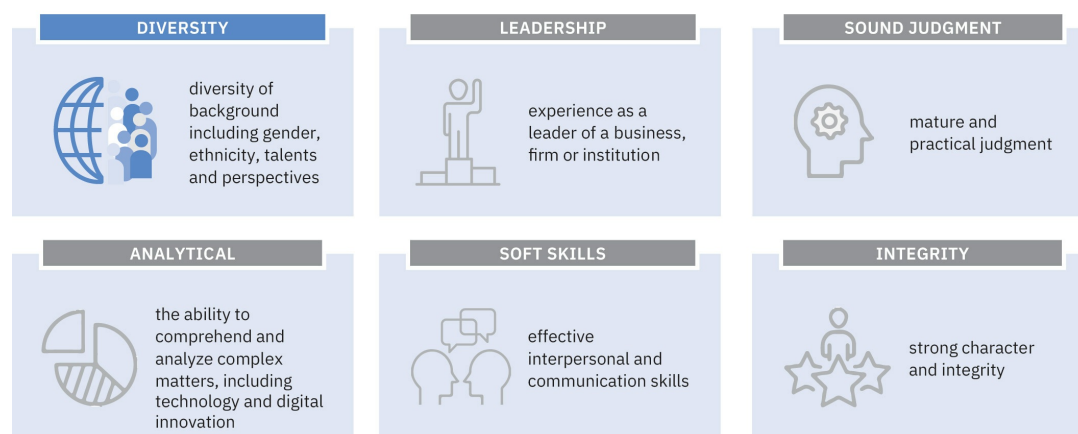 DIVERSITY
diversity of
background
including gender,
ethnicity, talents
and perspectives
LEADERSHIP
experience as a
leader of a business,
firm or institution
SOUND JUDGMENT
mature and
practical judgment
ANALYTICAL
the ability to
comprehend and
analyze complex
matters, including
technology and digital
innovation
SOFT SKILLS
effective
interpersonal and
communication skills
INTEGRITY
strong character
and integrity